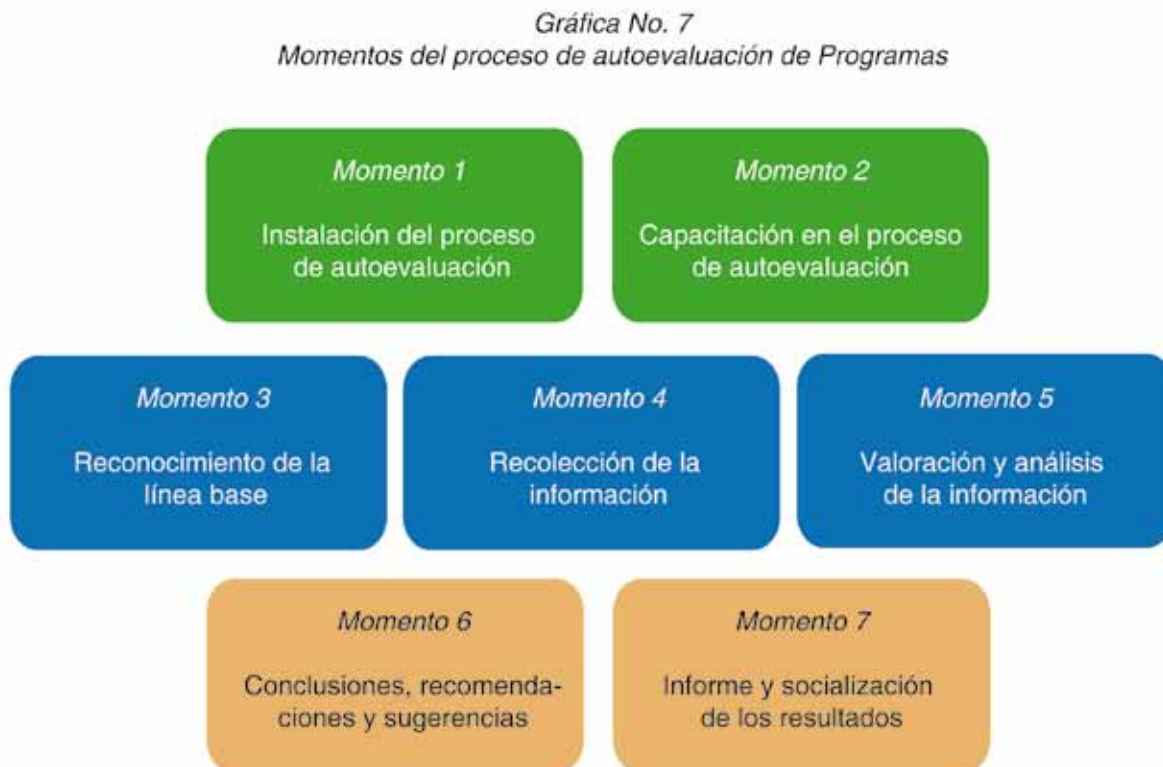 Gráfica No. 7
Momentos del proceso de autoevaluación de Programas
Momento 1
Instalación del proceso
de autoevaluación
Momento 2
Capacitación en el proceso
de autoevaluación
Momento 3
Reconocimiento de la
línea base
Momento 4
Recolección de la
información
Momento 5
Valoración y análisis
de la información
Momento 6
Conclusiones, recomenda-
ciones y sugerencias
Momento 7
Informe y socialización
de los resultados